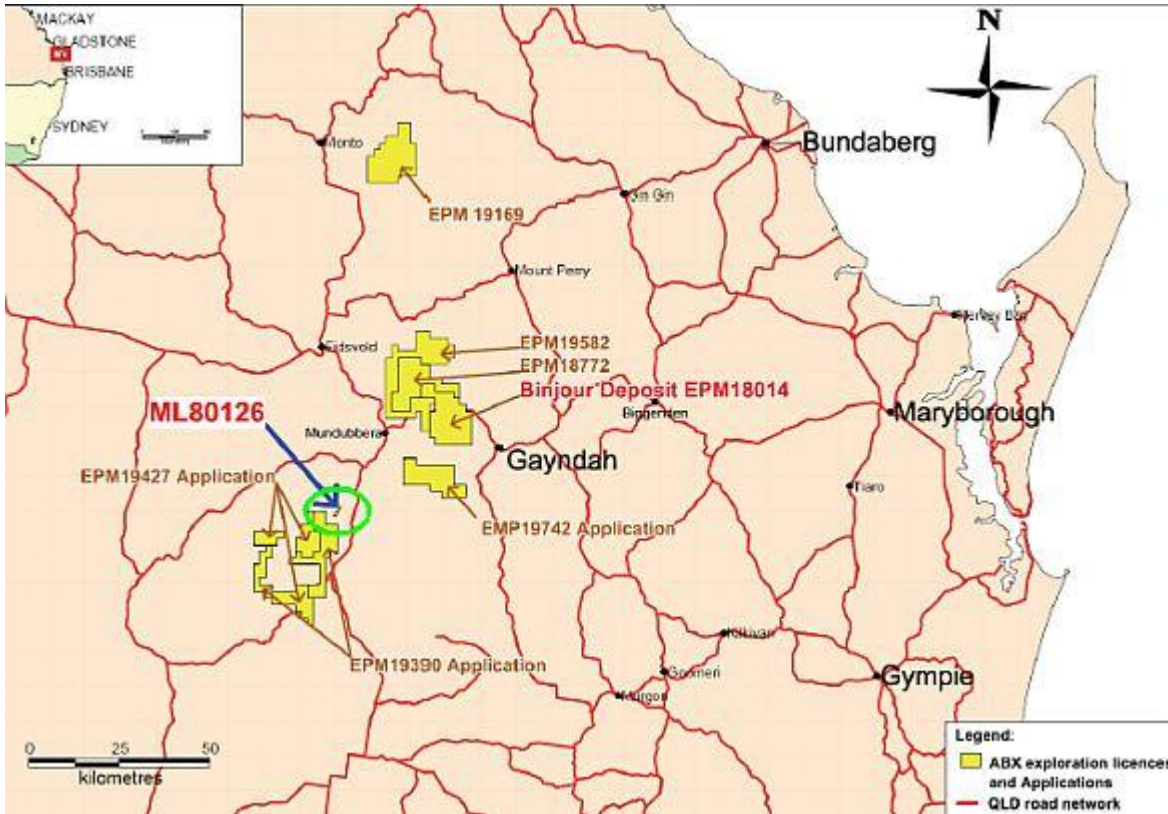 MACKAY
GLADSTONE
BRISBANE
SYDNEY
N
Monto
Bundaberg
EPM 19169
Gin Gin
Mount Perry
Eidsvold
EPM19582
EPM18772
Binjour Deposit EPM18014
ML80126
Biggenden
Maryborough
Mundubbera
Gayndah
EPM19427 Application
Tiaro
EMP19742 Application
Kilkivan
EPM19390 Application
Goomeri
Gympie
Murgon
0 25 50
kilometres
Legend:
ABX exploration licences
and Applications
QLD road network